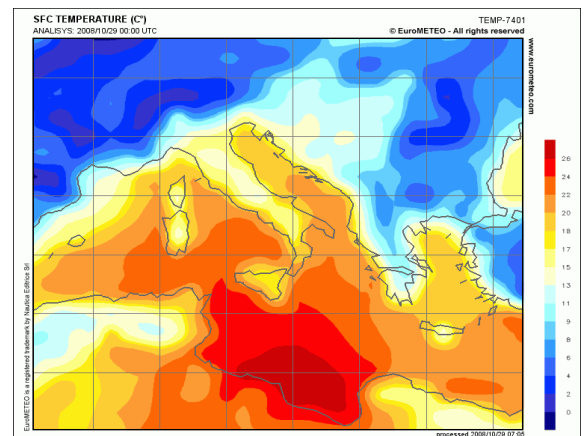 SFC TEMPERATURE (C°)
TEMP-7401
ANALISYS: 2008/10/29 00:00 UTC
© EuroMETEO - All rights reserved
www.eurometeo.com
EuroMETEO is a registered trademark by Nautica Editrice Srl
26
24
22
20
18
17
15
13
11
9
8
6
4
2
0
processed 2008/10/29 07:05